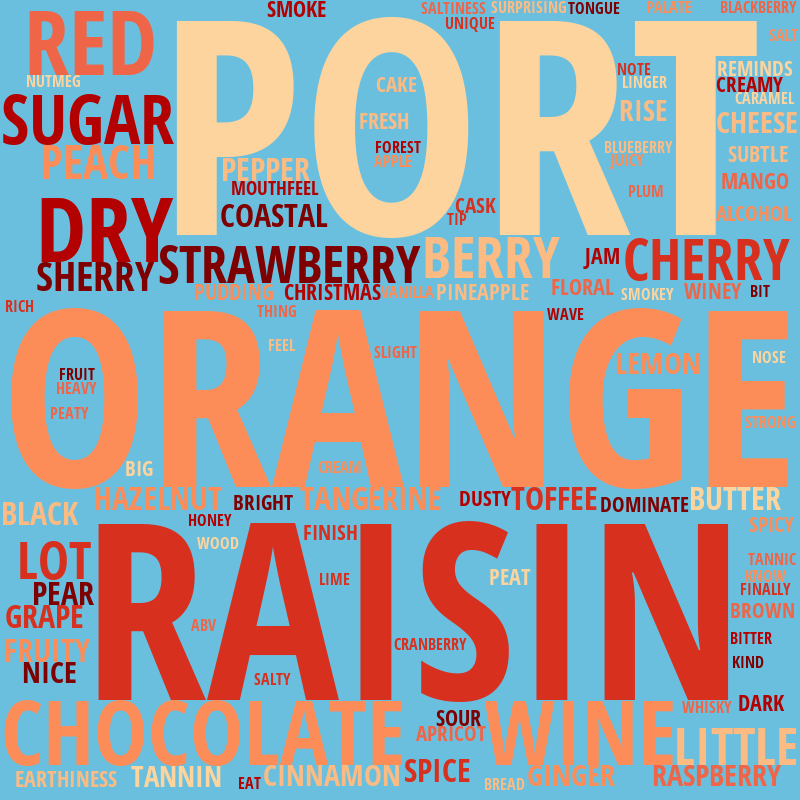 SMOKE
SALTINESS
SURPRISING
TONGUE
PALATE
BLACKBERRY
RED
PORT
UNIQUE
SALT
NUTMEG
CAKE
NOTE
LINGER
REMINDS
CREAMY
CARAMEL
SUGAR
FRESH
RISE
CHEESE
PEACH
PEPPER
FOREST
APPLE
BLUEBERRY
JUICY
SUBTLE
MOUTHFEEL
PLUM
MANGO
DRY
COASTAL
CASK
TIP
ALCOHOL
SHERRY
STRAWBERRY
BERRY
JAM
CHERRY
PUDDING
CHRISTMAS
VANILLA
PINEAPPLE
FLORAL
SMOKEY
WINEY
BIT
RICH
THING
WAVE
ORANGE
FEEL
SLIGHT
LEMON
NOSE
FRUIT
HEAVY
PEATY
STRONG
BIG
CREAM
HAZELNUT
BRIGHT
TANGERINE
DUSTY
TOFFEE
DOMINATE
BUTTER
BLACK
HONEY
FINISH
SPICY
RAISIN
WOOD
LOT
PEAR
LIME
PEAT
TANNIC
KNOW
FINALLY
GRAPE
ABV
BROWN
FRUITY
CRANBERRY
BITTER
NICE
SALTY
KIND
CHOCOLATE
SOUR
APRICOT
WINE
WHISKY
DARK
LITTLE
EARTHINESS
TANNIN
EAT
CINNAMON
SPICE
BREAD
GINGER
RASPBERRY